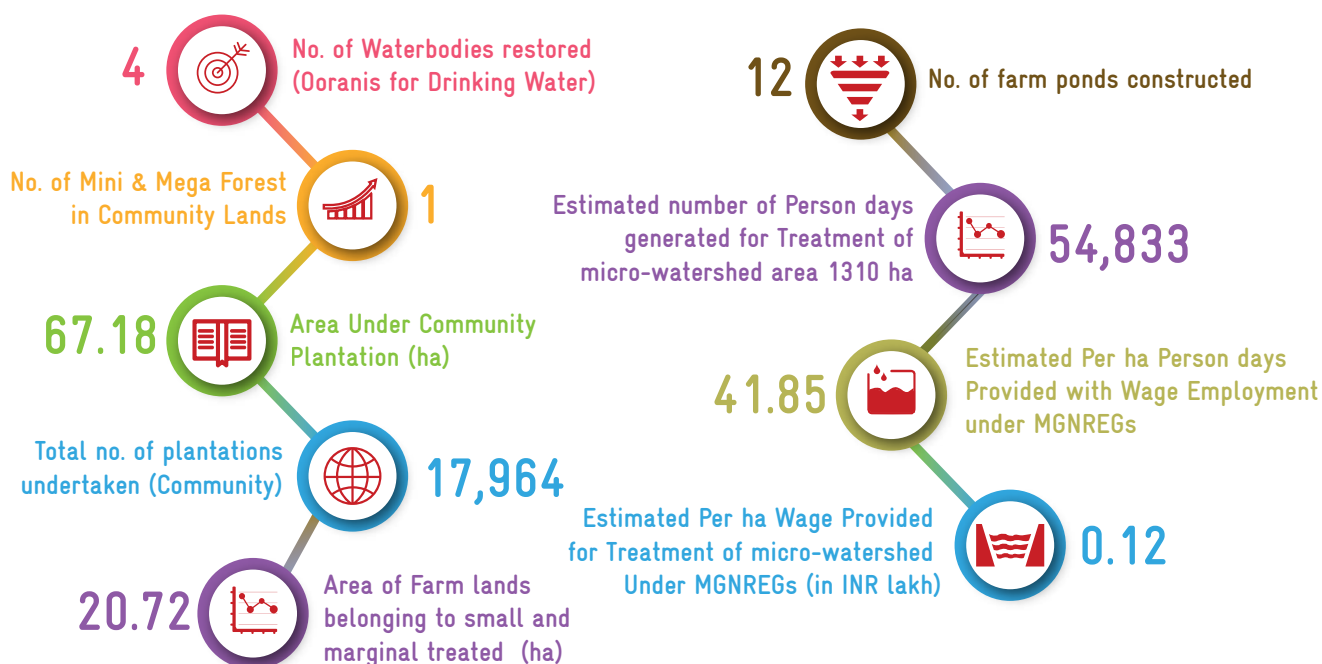 4
No. of Waterbodies restored
(Ooranis for Drinking Water)
No. of Mini & Mega Forest
in Community Lands
1
67.18
Area Under Community
Plantation (ha)
Total no. of plantations
undertaken (Community)
17,964
20.72
Area of Farm lands
belonging to small and
marginal treated (ha)
12
No. of farm ponds constructed
Estimated number of Person days
generated for Treatment of
micro-watershed area 1310 ha
54,833
41.85
Estimated Per ha Person days
Provided with Wage Employment
under MGNREGs
Estimated Per ha Wage Provided
for Treatment of micro-watershed
Under MGNREGs (in INR lakh)
0.12